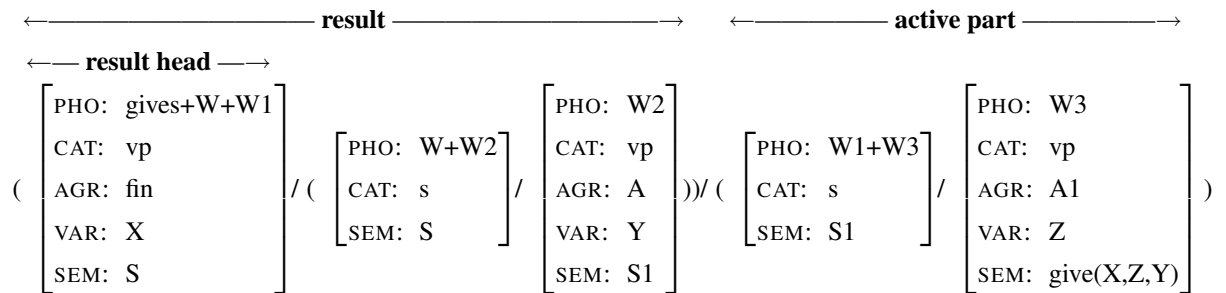 ←——————— result ———————→ ←——— active part ———→
←— result head —→
PHO: gives+W+W1 PHO: W2 PHO: W3
CAT: vp PHO: W+W2 CAT: vp PHO: W1+W3 CAT: vp
( AGR: fin / ( CAT: s / AGR: A ))/ ( CAT: s / AGR: A1 )
VAR: X SEM: S VAR: Y SEM: S1 VAR: Z
SEM: S SEM: S1 SEM: give(X,Z,Y)